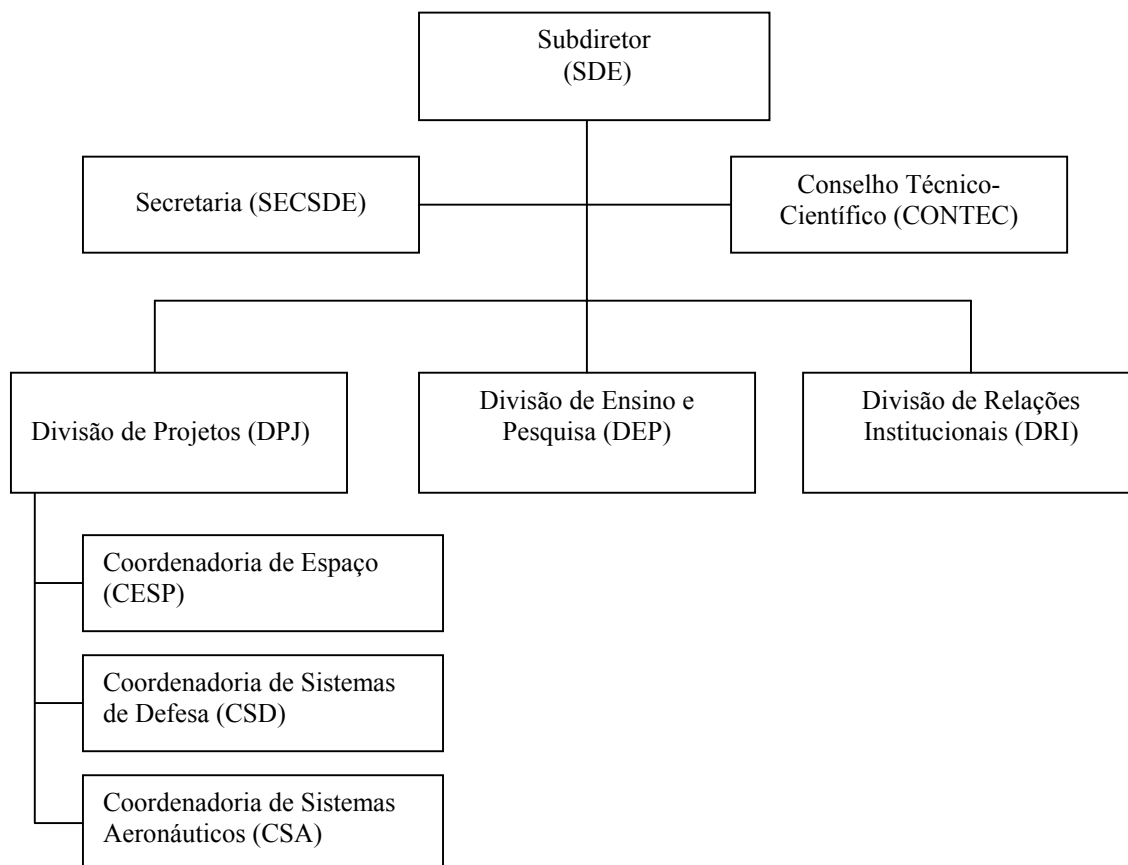 Subdiretor
(SDE)
Secretaria (SECSDE)
Conselho Técnico-
Científico (CONTEC)
Divisão de Projetos (DPJ)
Divisão de Ensino e
Pesquisa (DEP)
Divisão de Relações
Institucionais (DRI)
Coordenadoria de Espaço
(CESP)
Coordenadoria de Sistemas
de Defesa (CSD)
Coordenadoria de Sistemas
Aeronáuticos (CSA)